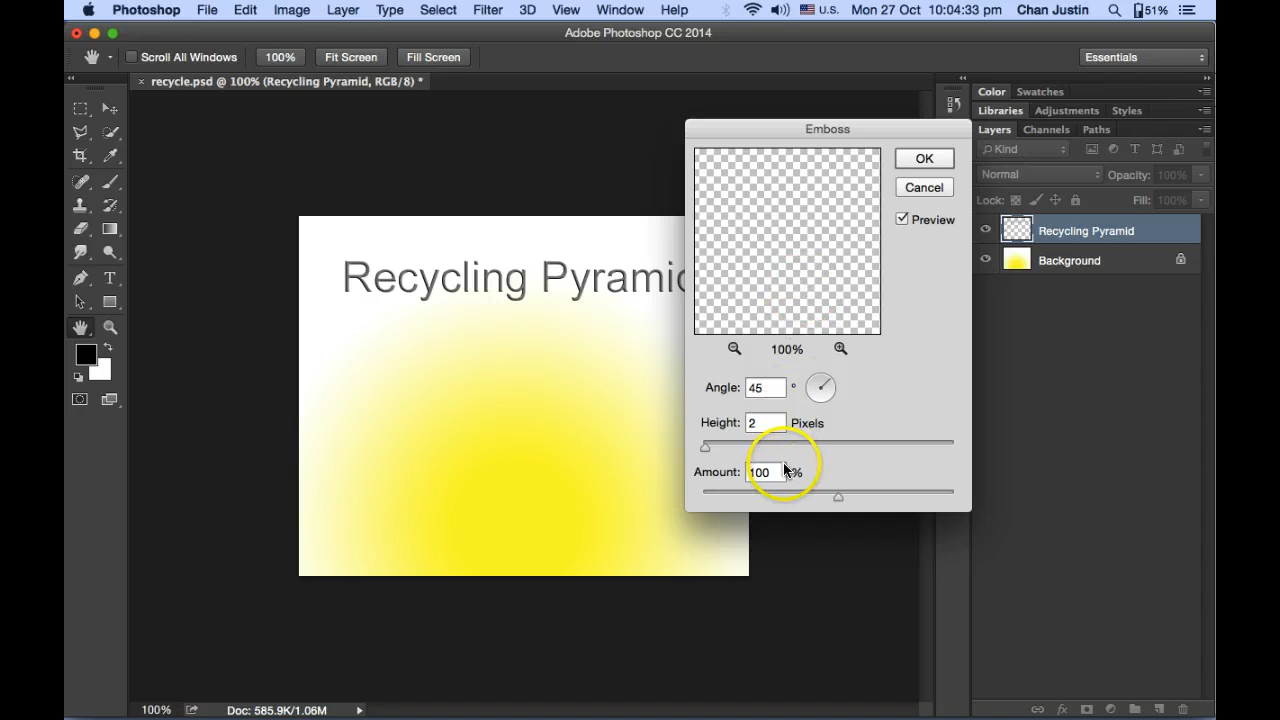 Photoshop File Edit Image Layer Type Select Filter 3D View Window Help U.S. Mon 27 Oct 10:04:33 pm Chan Justin 51%
Adobe Photoshop CC 2014
Scroll All Windows 100% Fit Screen Fill Screen Essentials
× recycle.psd @ 100% (Recycling Pyramid, RGB/8) *
Color Swatches
Libraries Adjustments Styles
Layers Channels Paths
Kind
Normal Opacity: 100%
Lock: Fill: 100%
Recycling Pyramid
Background
Emboss
OK
Cancel
Preview
100%
Angle: 45 °
Height: 2 Pixels
Amount: 100 %
Recycling Pyramid
100% Doc: 585.9K/1.06M